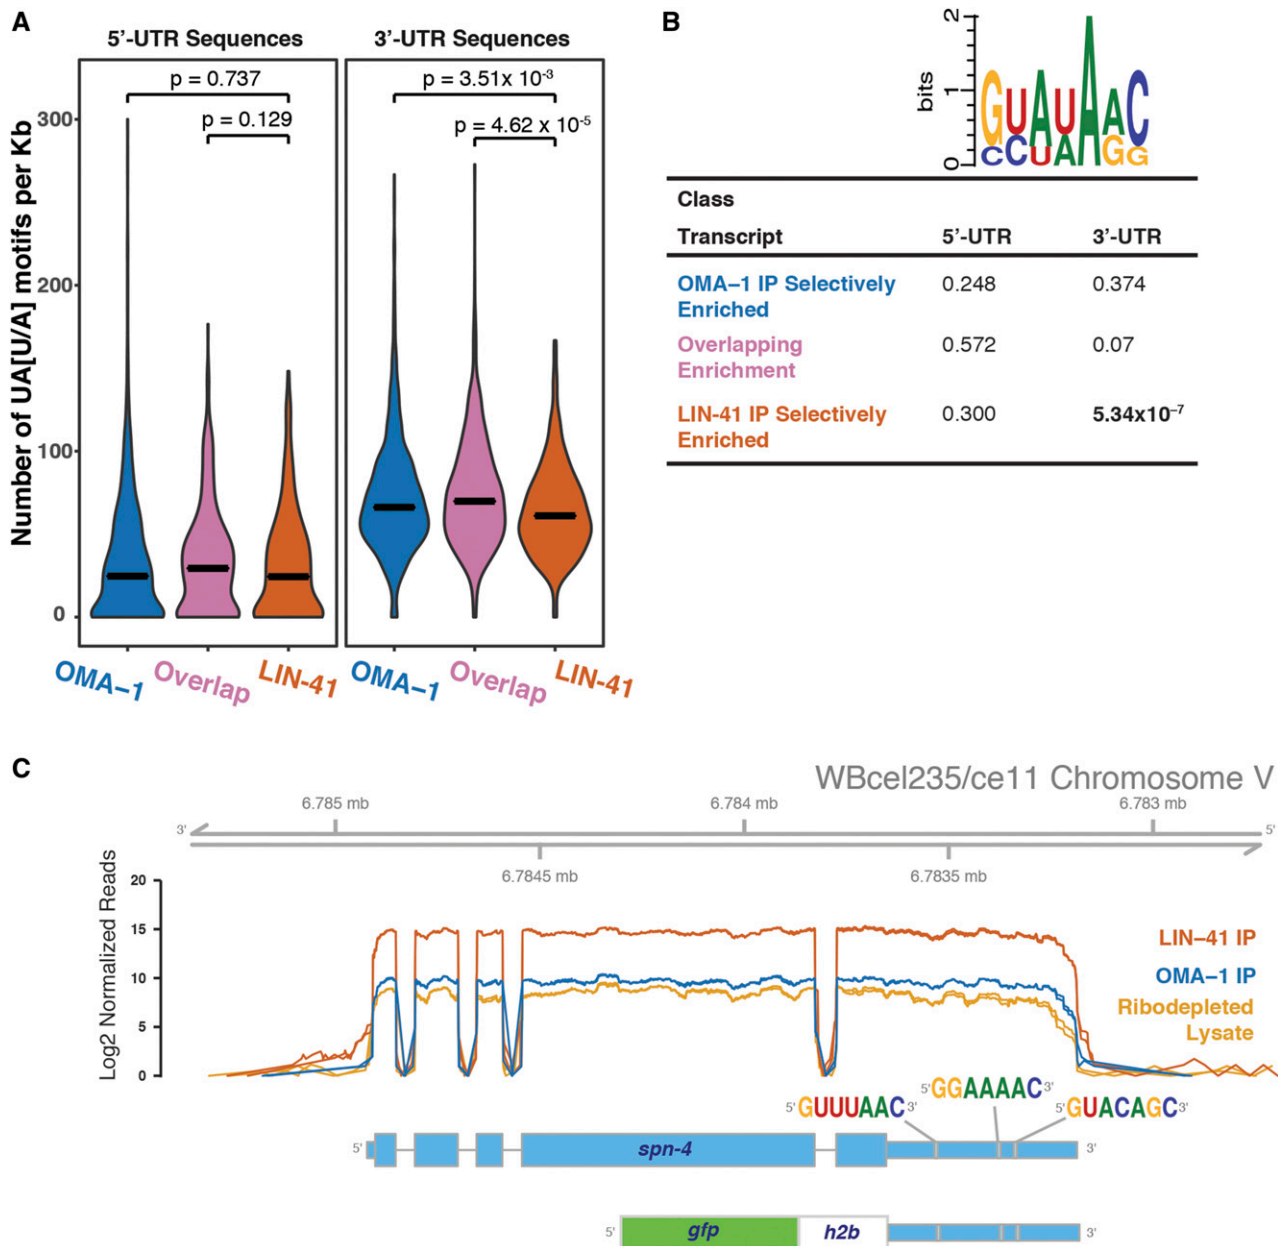 A
5'-UTR Sequences
3'-UTR Sequences
p = 0.737
p = 0.129
p = 3.51x 10-3
p = 4.62 x 10-5
Number of UA[U/A] motifs per Kb
300
200
100
0
OMA–1
Overlap
LIN-41
OMA–1
Overlap
LIN-41
B
bits
2
1
0
GUAUAAC
CCUAGG
Class
Transcript
5'-UTR
3'-UTR
OMA–1 IP Selectively
Enriched
0.248
0.374
Overlapping
Enrichment
0.572
0.07
LIN-41 IP Selectively
Enriched
0.300
5.34x10–7
C
WBcel235/ce11 Chromosome V
6.785 mb
6.784 mb
6.783 mb
3'
5'
6.7845 mb
6.7835 mb
Log2 Normalized Reads
20
15
10
5
0
LIN–41 IP
OMA–1 IP
Ribodepleted
Lysate
5'GUUUAAC3'
5'GGAAAAC3'
5'GUACAGC3'
5'
spn-4
3'
5'
gfp
h2b
3'